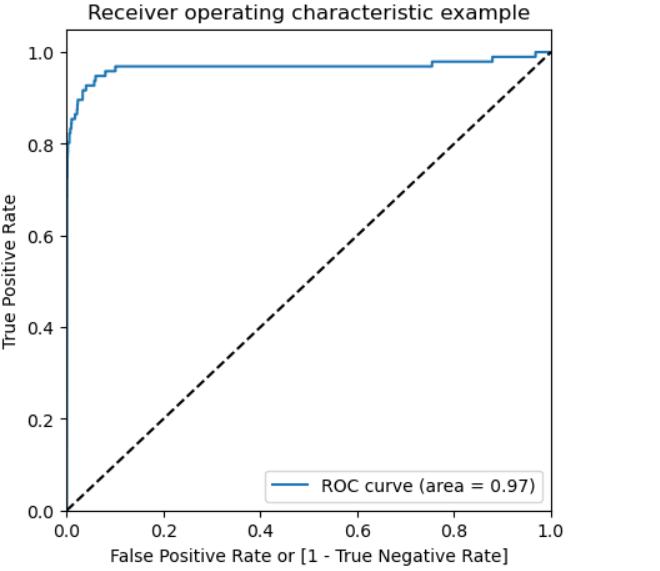 Receiver operating characteristic example
True Positive Rate
1.0
0.8
0.6
0.4
0.2
0.0
ROC curve (area = 0.97)
0.0 0.2 0.4 0.6 0.8 1.0
False Positive Rate or [1 - True Negative Rate]